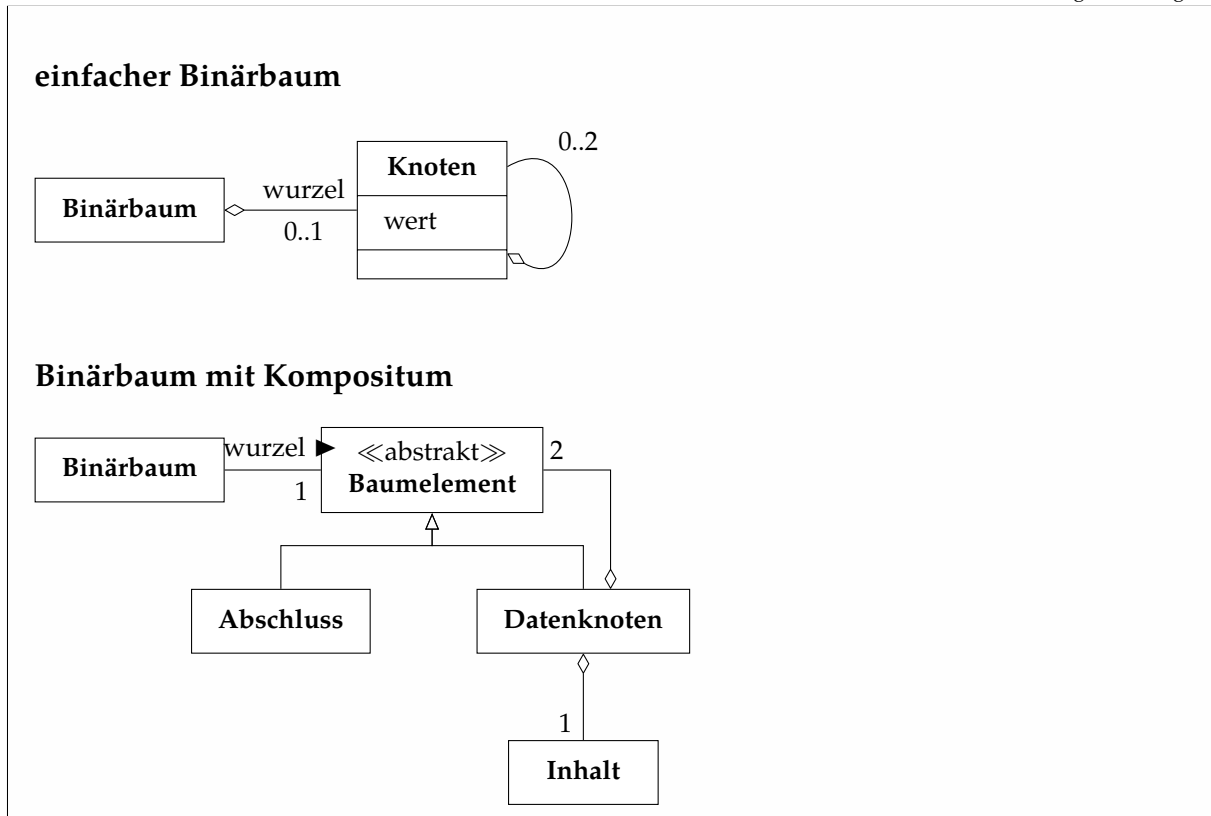 einfacher Binärbaum
0..2
Knoten
wurzel
Binärbaum
wert
0..1
Binärbaum mit Kompositum
wurzel ▶
≪abstrakt≫
2
Binärbaum
Baumelement
1
Abschluss
Datenknoten
1
Inhalt